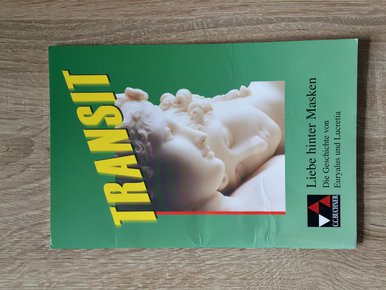 TRANSIT
Liebe hinter Masken
Die Geschichte von
Euryalus und Lucretia
C.C.BUCHNER